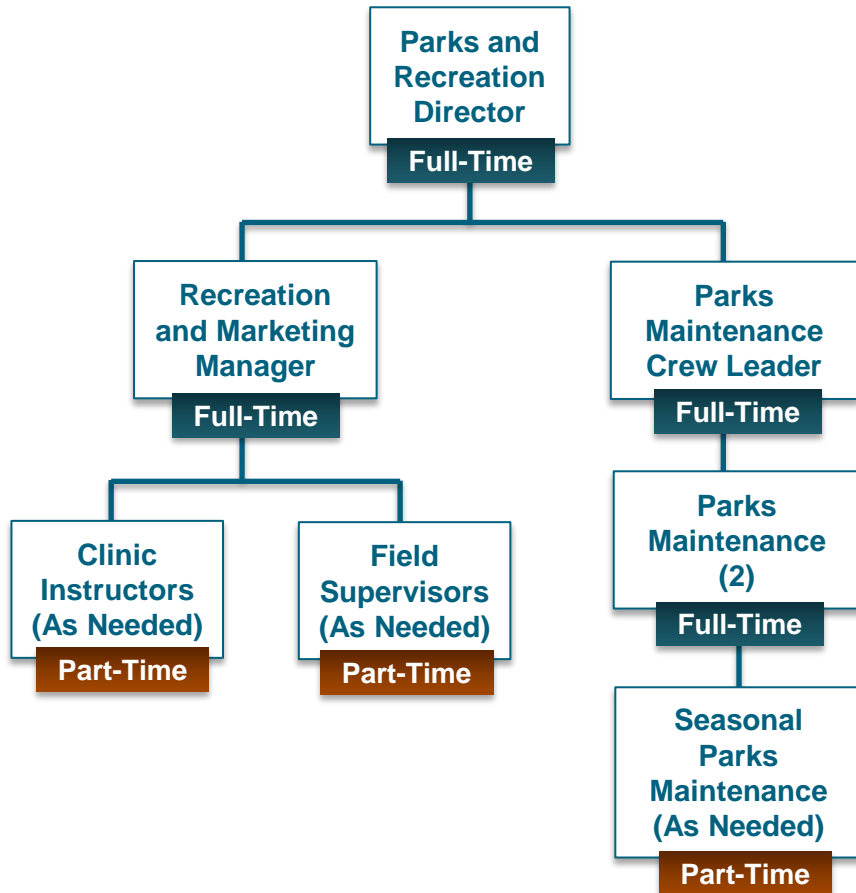 Parks and
Recreation
Director
Full-Time
Recreation
and Marketing
Manager
Full-Time
Parks
Maintenance
Crew Leader
Full-Time
Clinic
Instructors
(As Needed)
Part-Time
Field
Supervisors
(As Needed)
Part-Time
Parks
Maintenance
(2)
Full-Time
Seasonal
Parks
Maintenance
(As Needed)
Part-Time